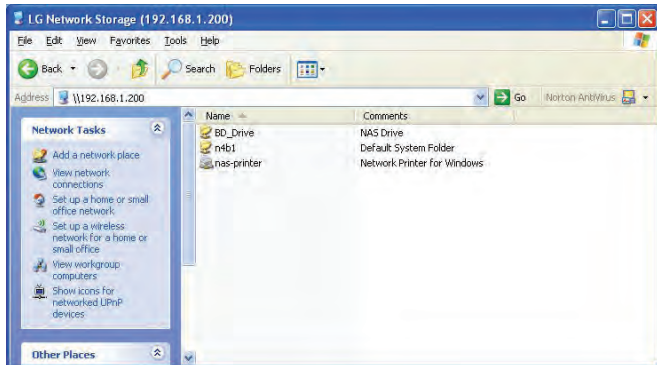 LG Network Storage (192.168.1.200)
File Edit View Favorites Tools Help
Back Search Folders
Address \\192.168.1.200 Go Norton AntiVirus
Name Comments
Network Tasks
BD_Drive NAS Drive
n4b1 Default System Folder
nas-printer Network Printer for Windows
Add a network place
View network
connections
Set up a home or small
office network
Set up a wireless
network for a home or
small office
View workgroup
computers
Show icons for
networked UPnP
devices
Other Places